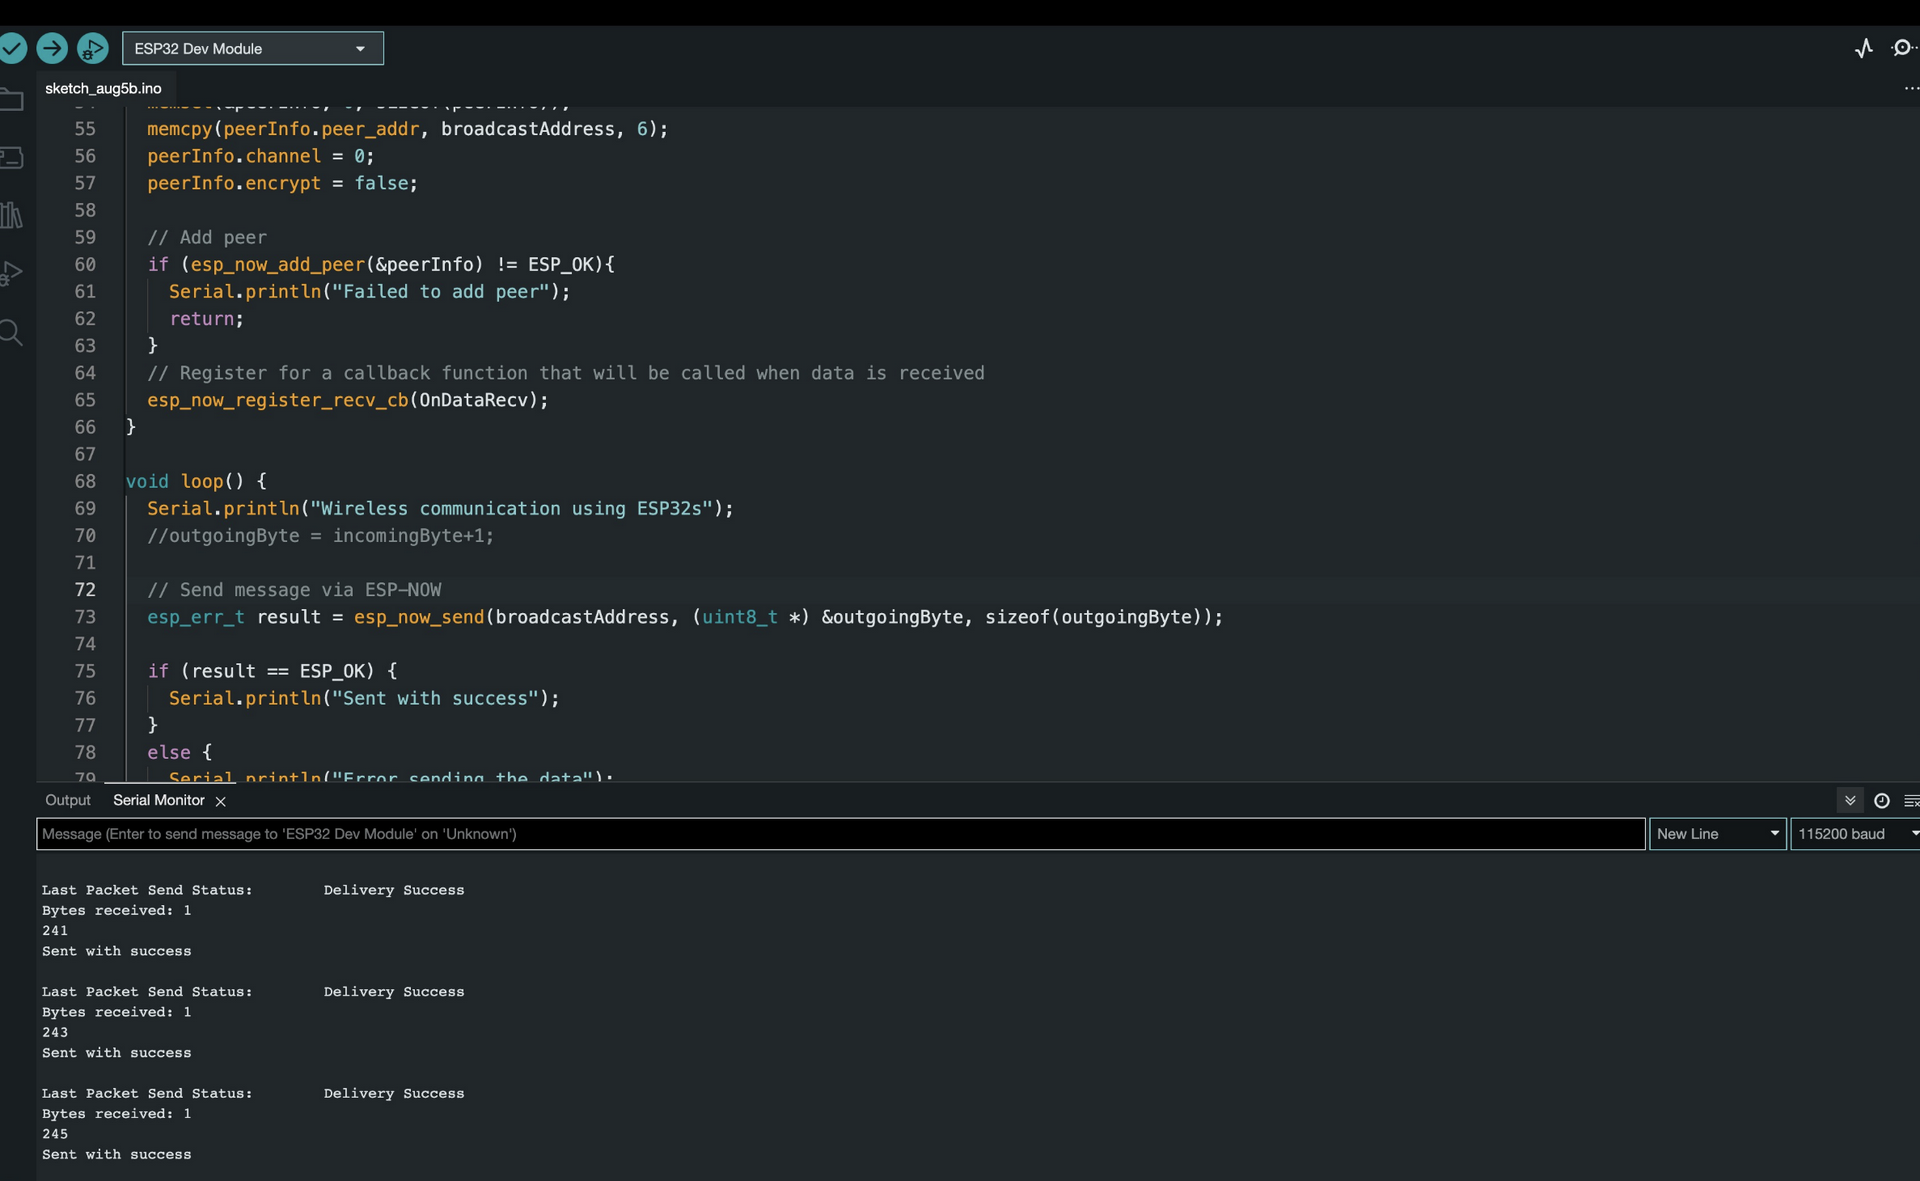 ESP32 Dev Module
sketch_aug5b.ino
55 memcpy(peerInfo.peer_addr, broadcastAddress, 6);
56 peerInfo.channel = 0;
57 peerInfo.encrypt = false;
58
59 // Add peer
60 if (esp_now_add_peer(&peerInfo) != ESP_OK){
61 Serial.println("Failed to add peer");
62 return;
63 }
64 // Register for a callback function that will be called when data is received
65 esp_now_register_recv_cb(OnDataRecv);
66 }
67
68 void loop() {
69 Serial.println("Wireless communication using ESP32s");
70 //outgoingByte = incomingByte+1;
71
72 // Send message via ESP-NOW
73 esp_err_t result = esp_now_send(broadcastAddress, (uint8_t *) &outgoingByte, sizeof(outgoingByte));
74
75 if (result == ESP_OK) {
76 Serial.println("Sent with success");
77 }
78 else {
79 Serial.println("Error sending the data");
Output Serial Monitor
Message (Enter to send message to 'ESP32 Dev Module' on 'Unknown') New Line 115200 baud
Last Packet Send Status: Delivery Success
Bytes received: 1
241
Sent with success
Last Packet Send Status: Delivery Success
Bytes received: 1
243
Sent with success
Last Packet Send Status: Delivery Success
Bytes received: 1
245
Sent with success